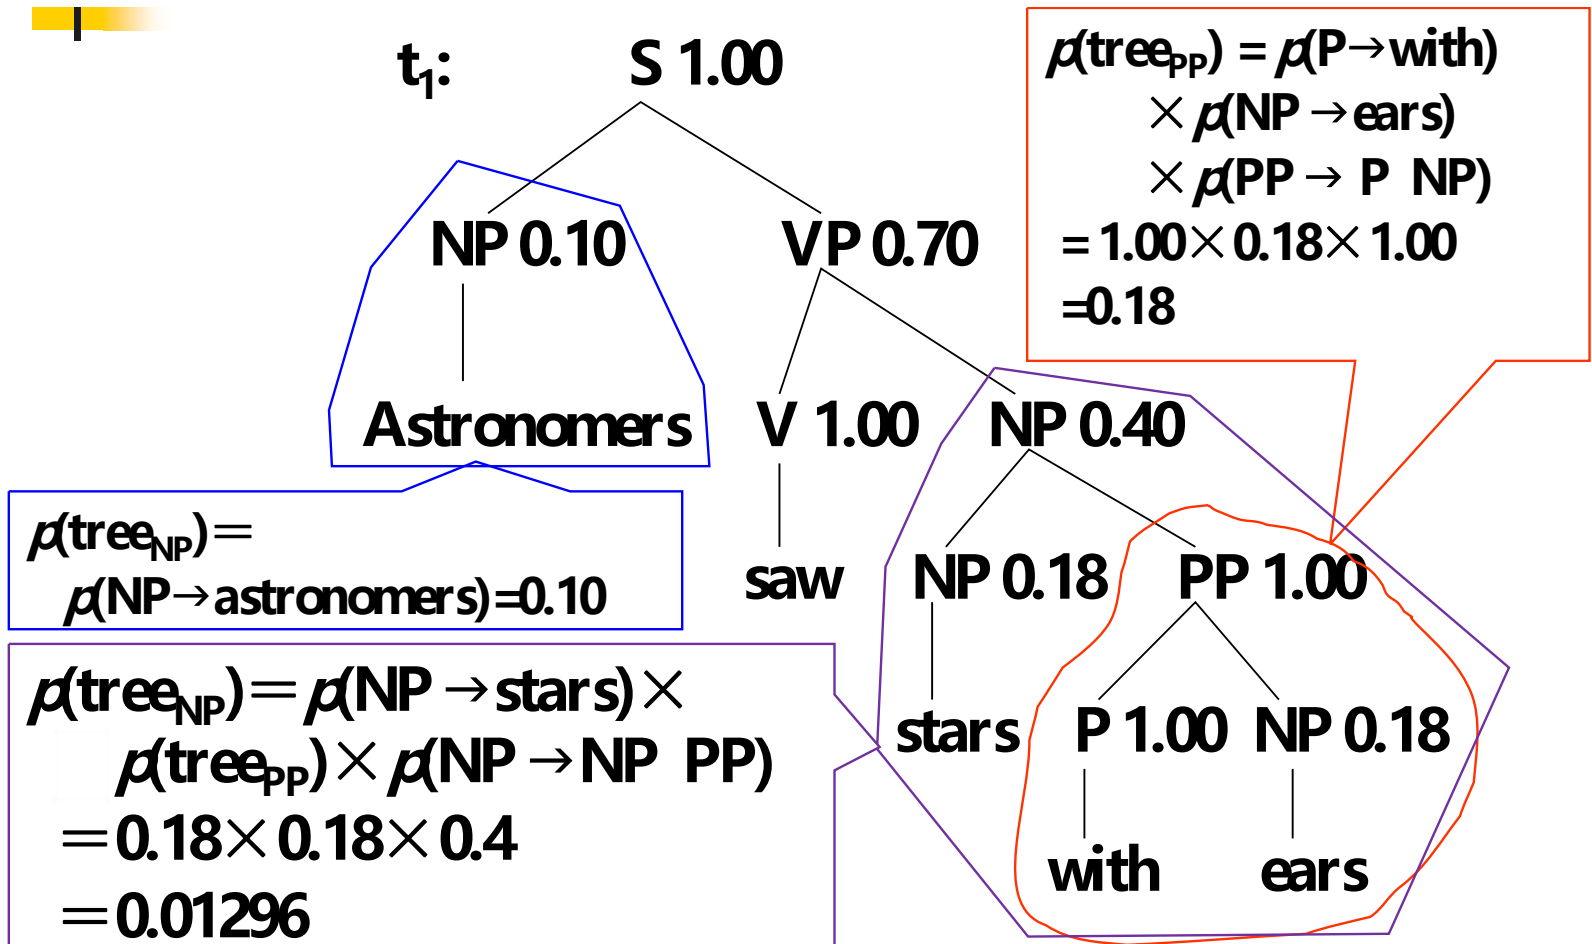 t1: S 1.00
p(treePP) = p(P→with)
× p(NP →ears)
× p(PP→ P NP)
= 1.00×0.18×1.00
=0.18
NP 0.10 VP 0.70
Astronomers V 1.00 NP 0.40
p(treeNP)＝
p(NP→astronomers)=0.10
saw NP 0.18 PP 1.00
p(treeNP)＝p(NP →stars)×
p(treePP)×p(NP →NP PP)
＝0.18×0.18×0.4
＝0.01296
stars P 1.00 NP 0.18
with ears